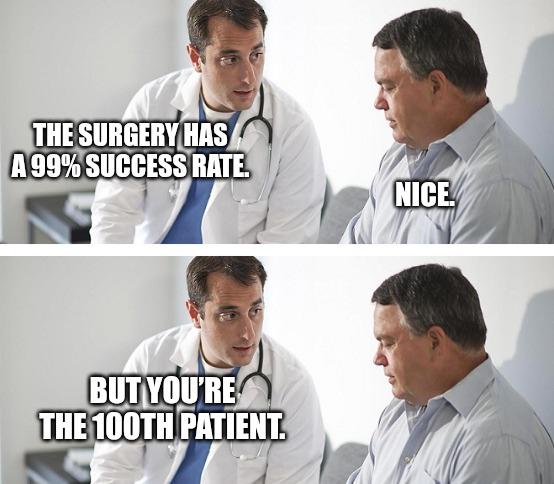 THE SURGERY HAS
A 99% SUCCESS RATE.
NICE.
BUT YOU'RE
THE 100TH PATIENT.